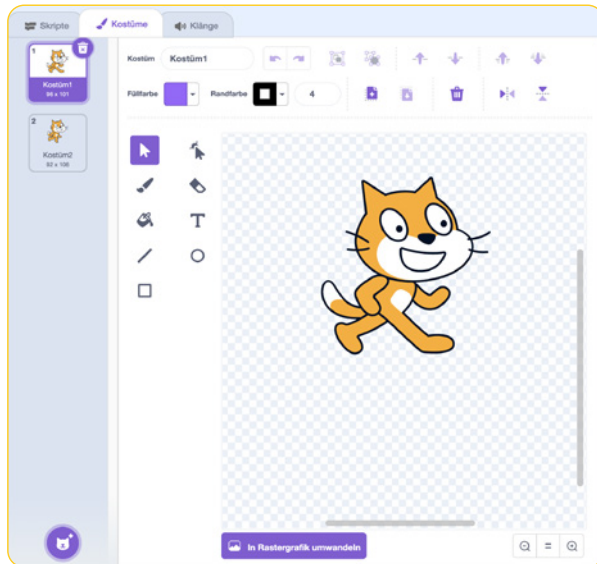 Skripte
Kostüme
Klänge
1
Kostüm1
96 x 101
2
Kostüm2
92 x 106
Kostüm
Kostüm1
Füllfarbe
Randfarbe
4
T
In Rastergrafik umwandeln